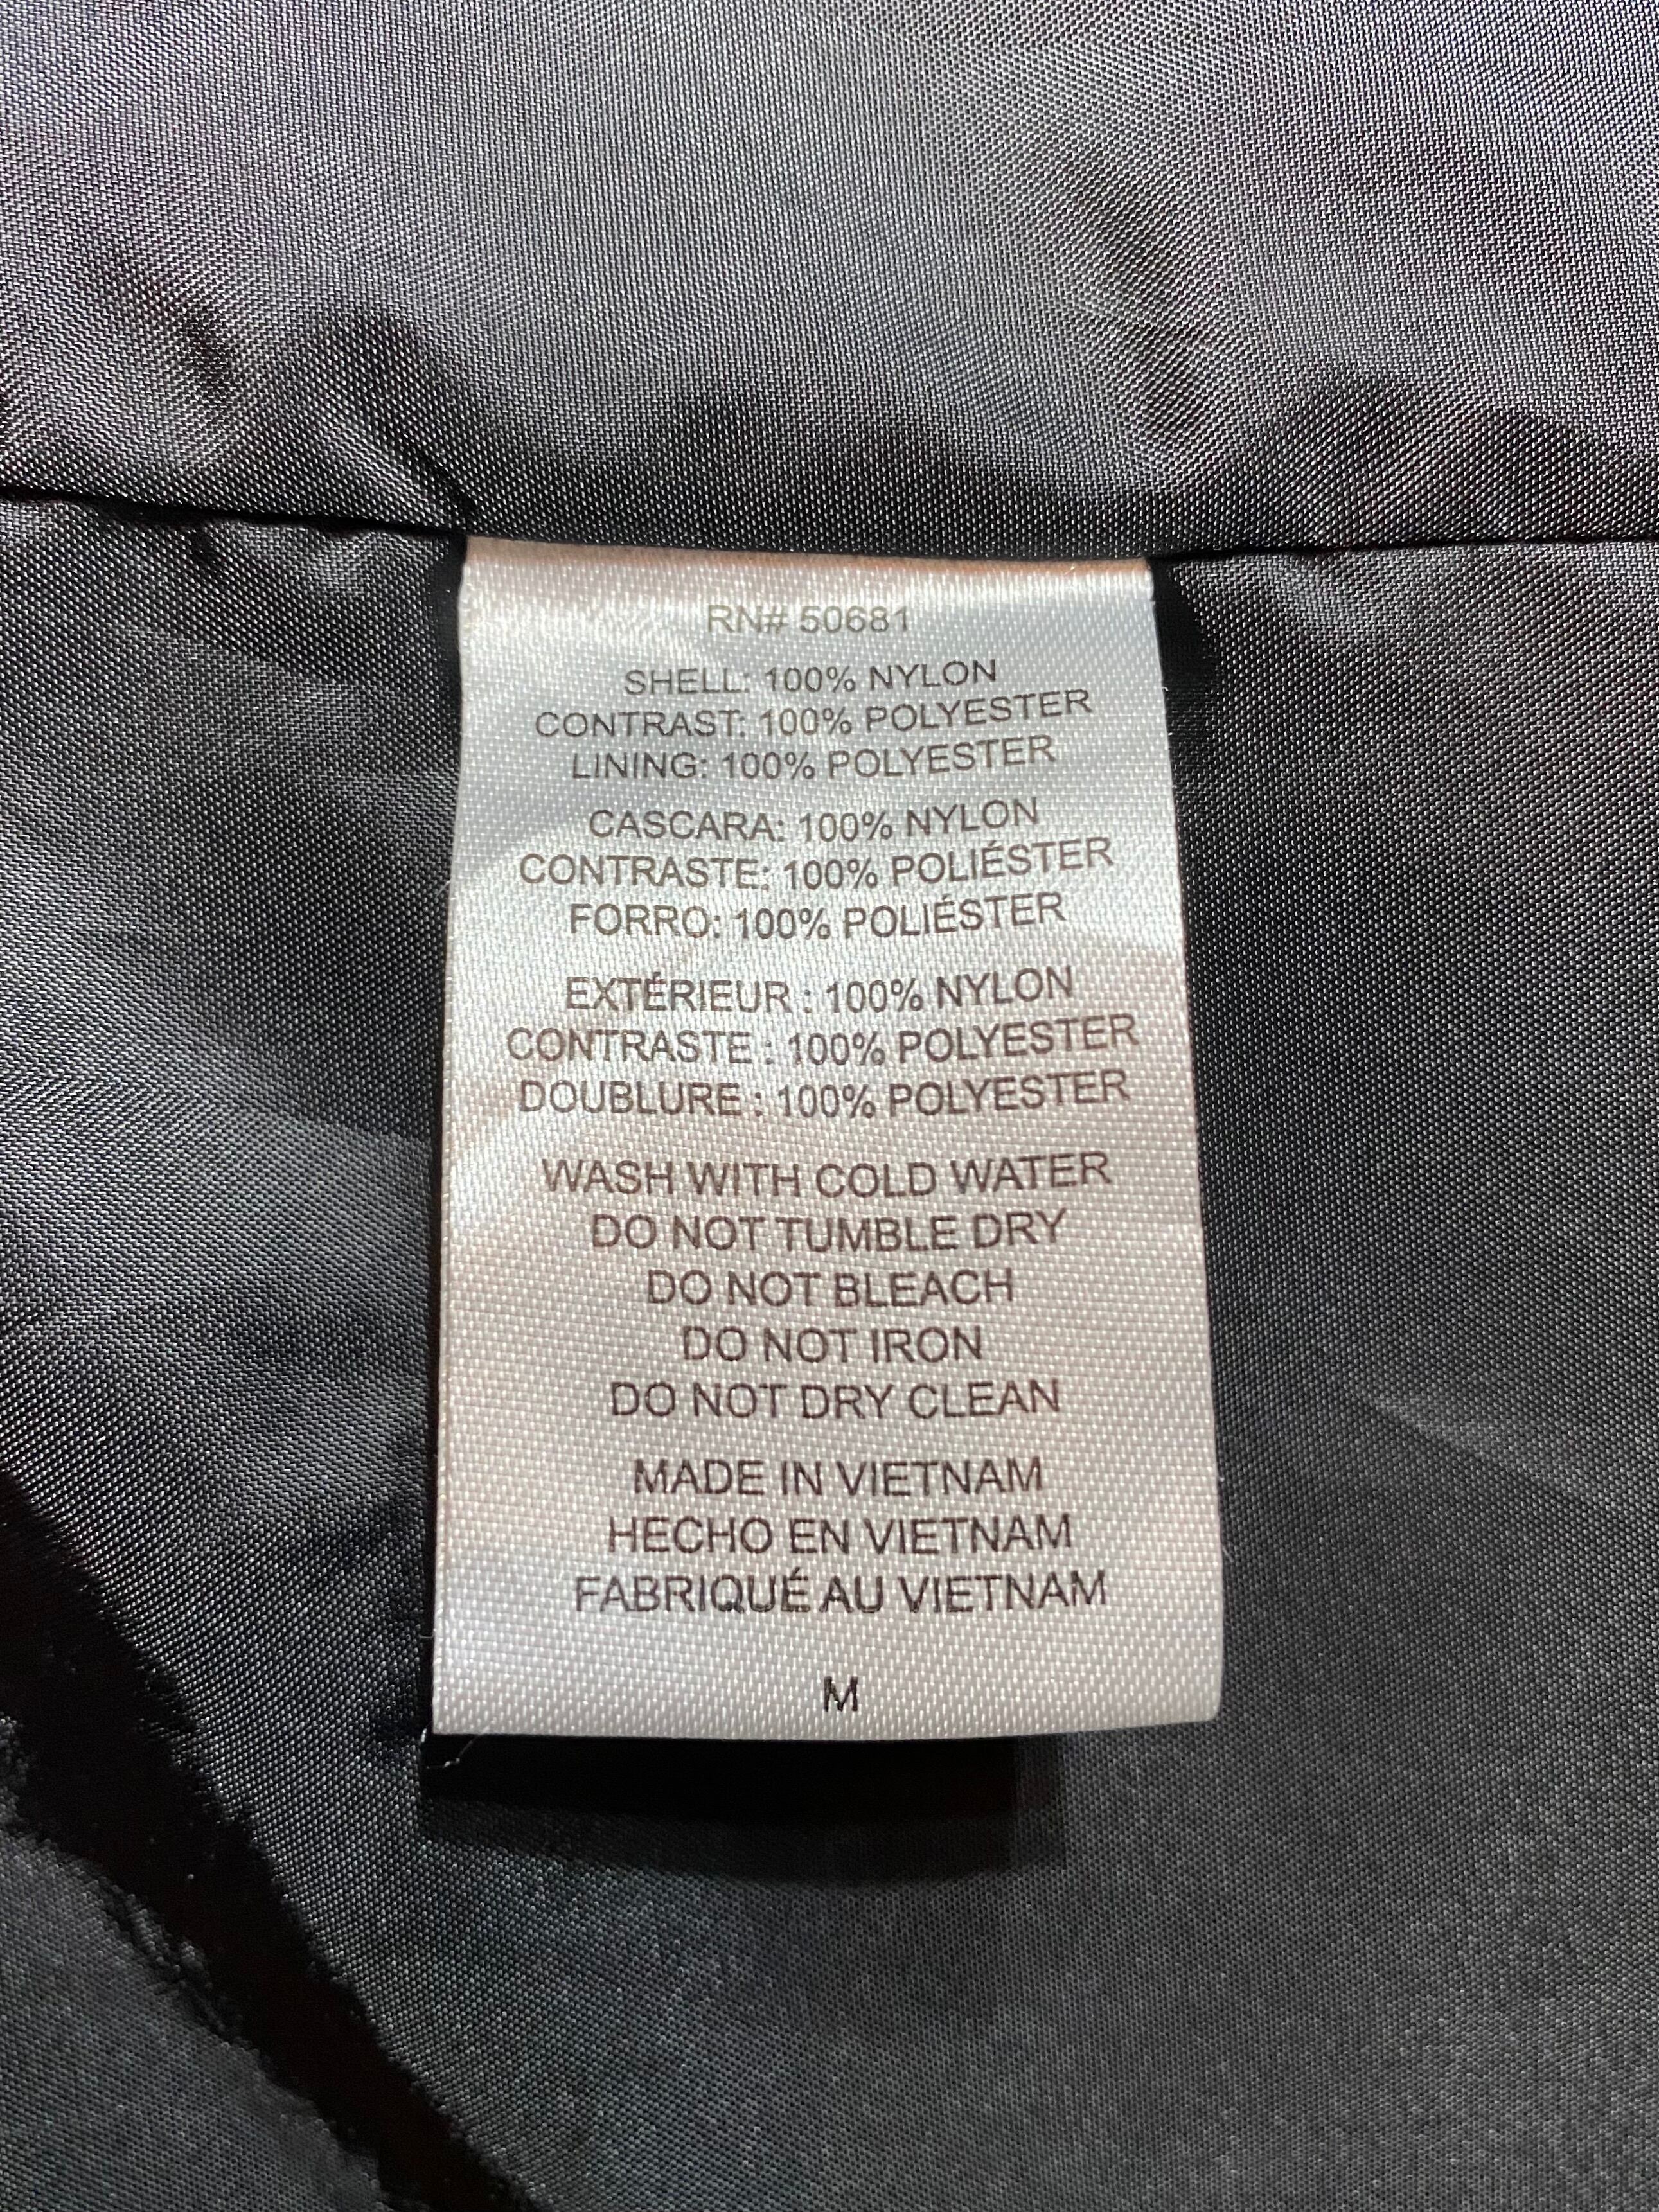 RN# 50681
SHELL: 100% NYLON
CONTRAST: 100% POLYESTER
LINING: 100% POLYESTER
CASCARA: 100% NYLON
CONTRASTE: 100% POLIÉSTER
FORRO: 100% POLIÉSTER
EXTÉRIEUR : 100% NYLON
CONTRASTE : 100% POLYESTER
DOUBLURE : 100% POLYESTER
WASH WITH COLD WATER
DO NOT TUMBLE DRY
DO NOT BLEACH
DO NOT IRON
DO NOT DRY CLEAN
MADE IN VIETNAM
HECHO EN VIETNAM
FABRIQUÉ AU VIETNAM
M